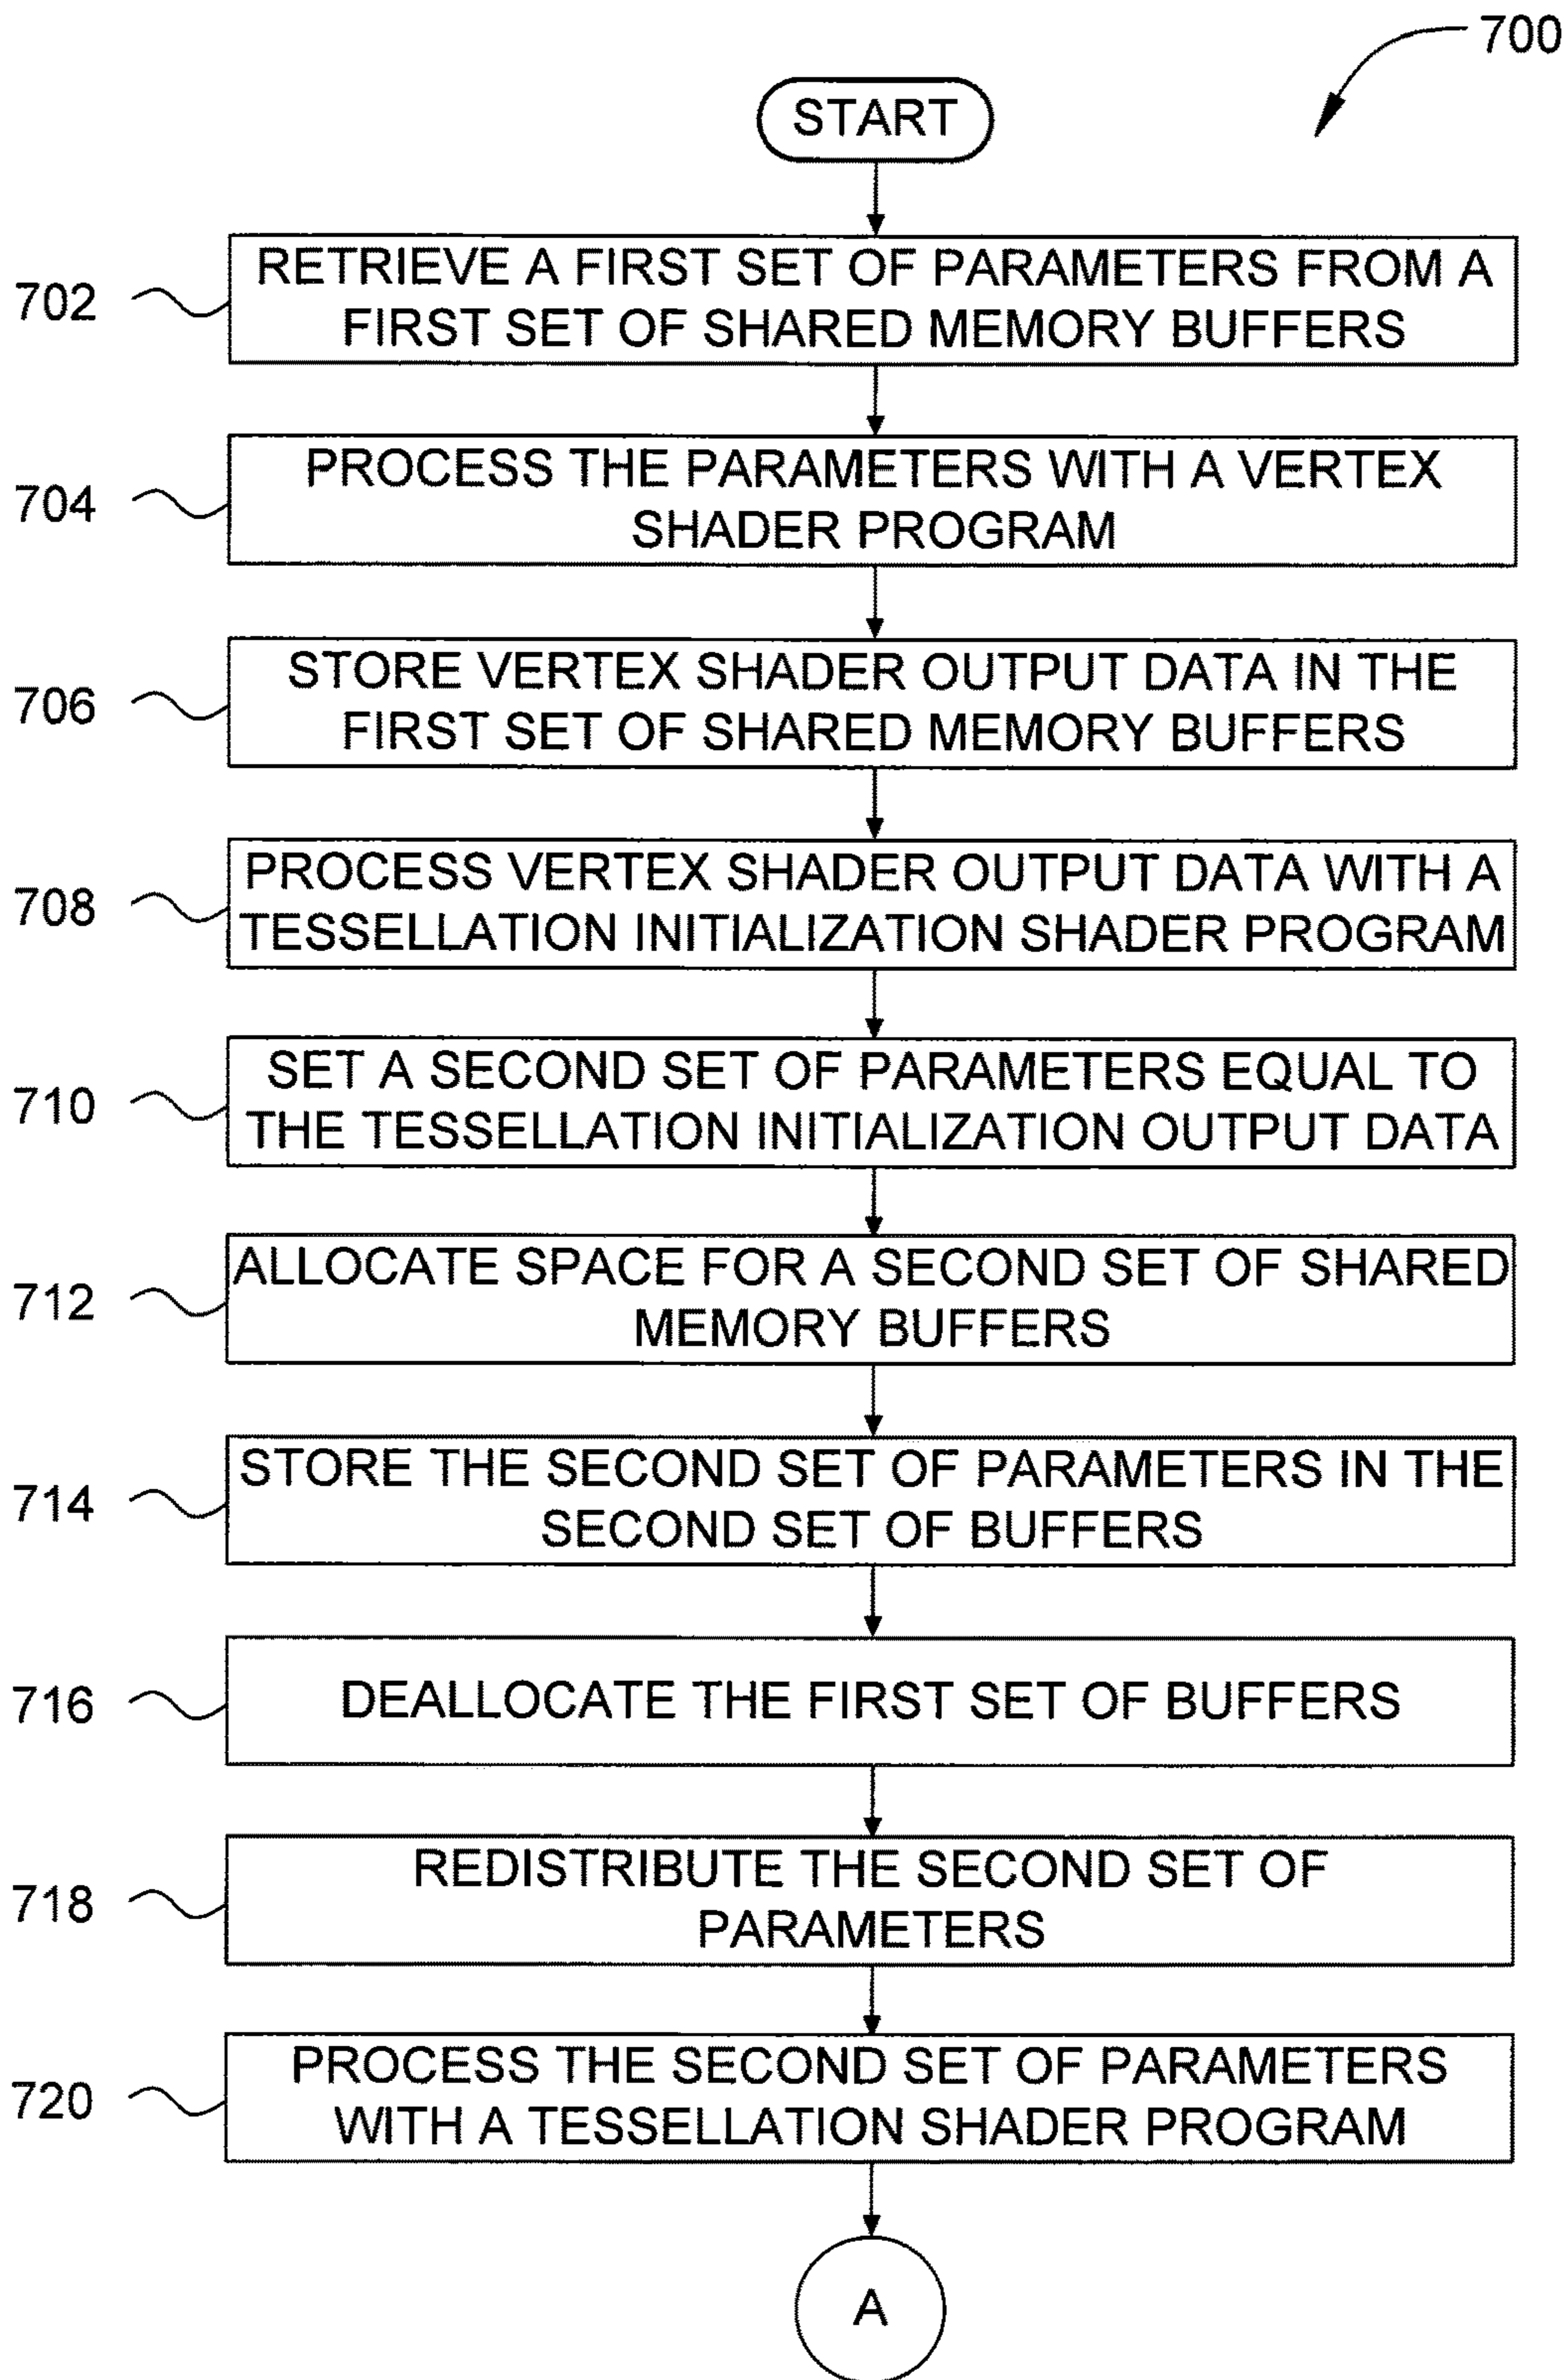 700
START
702
RETRIEVE A FIRST SET OF PARAMETERS FROM A
FIRST SET OF SHARED MEMORY BUFFERS
704
PROCESS THE PARAMETERS WITH A VERTEX
SHADER PROGRAM
706
STORE VERTEX SHADER OUTPUT DATA IN THE
FIRST SET OF SHARED MEMORY BUFFERS
708
PROCESS VERTEX SHADER OUTPUT DATA WITH A
TESSELLATION INITIALIZATION SHADER PROGRAM
710
SET A SECOND SET OF PARAMETERS EQUAL TO
THE TESSELLATION INITIALIZATION OUTPUT DATA
712
ALLOCATE SPACE FOR A SECOND SET OF SHARED
MEMORY BUFFERS
714
STORE THE SECOND SET OF PARAMETERS IN THE
SECOND SET OF BUFFERS
716
DEALLOCATE THE FIRST SET OF BUFFERS
718
REDISTRIBUTE THE SECOND SET OF
PARAMETERS
720
PROCESS THE SECOND SET OF PARAMETERS
WITH A TESSELLATION SHADER PROGRAM
A